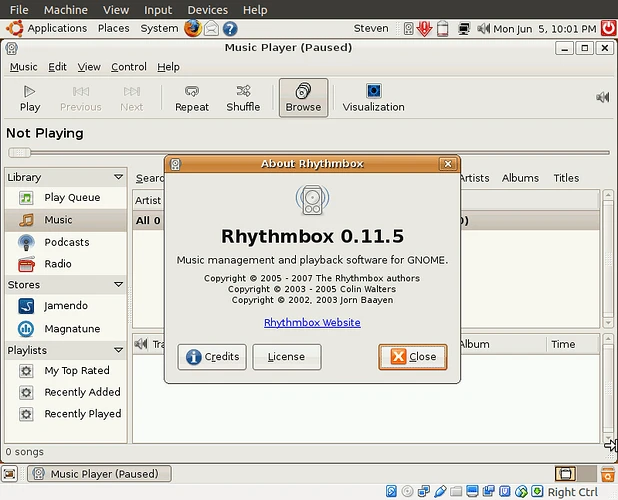 File Machine View Input Devices Help
Applications Places System Steven Mon Jun 5, 10:01 PM
Music Player (Paused)
Music Edit View Control Help
Play Previous Next Repeat Shuffle Browse Visualization
Not Playing
Library
Play Queue
Music
Podcasts
Radio
Stores
Jamendo
Magnatune
Playlists
My Top Rated
Recently Added
Recently Played
Artists Albums Titles
Artist
All 0
0)
About Rhythmbox
Rhythmbox 0.11.5
Music management and playback software for GNOME.
Copyright © 2005 - 2007 The Rhythmbox authors
Copyright © 2003 - 2005 Colin Walters
Copyright © 2002, 2003 Jorn Baayen
Rhythmbox Website
Credits License Close
Album Time
0 songs
Music Player (Paused)
Right Ctrl